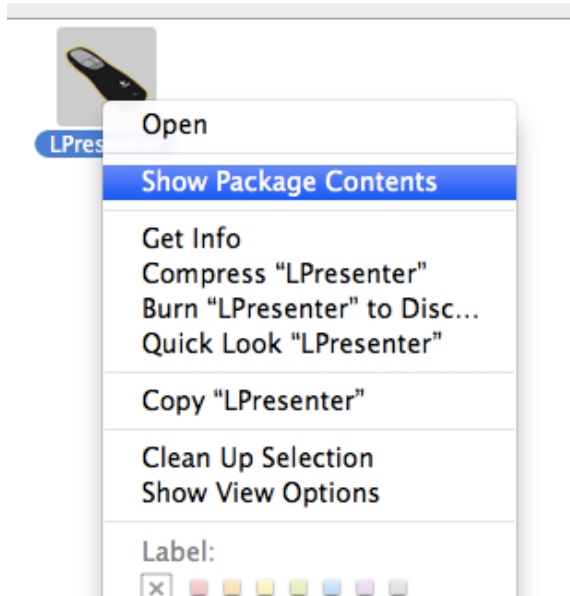 LPres
Open
Show Package Contents
Get Info
Compress “LPresenter”
Burn “LPresenter” to Disc...
Quick Look “LPresenter”
Copy “LPresenter”
Clean Up Selection
Show View Options
Label: